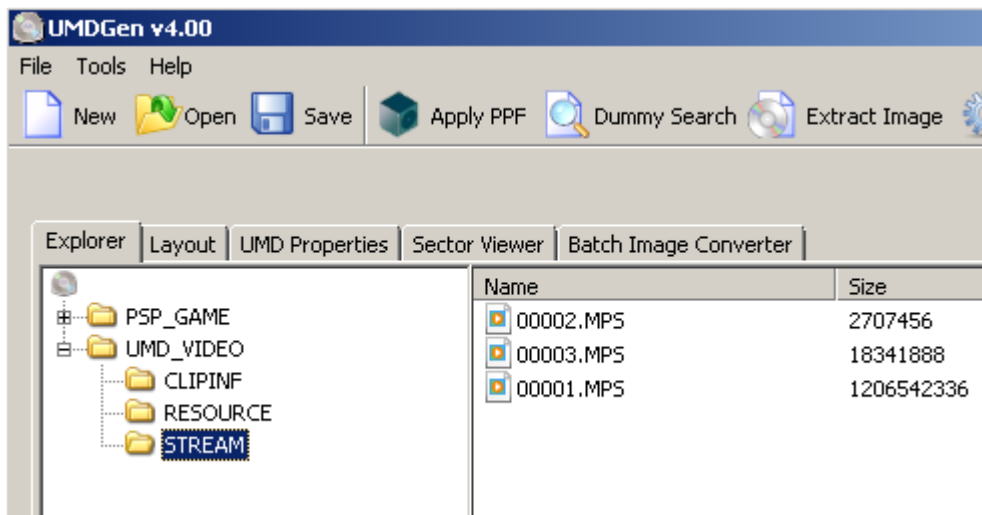 UMDGen v4.00
File Tools Help
New Open Save Apply PPF Dummy Search Extract Image
Explorer Layout UMD Properties Sector Viewer Batch Image Converter
Name Size
PSP_GAME
UMD_VIDEO
CLIPINF
RESOURCE
STREAM
00002.MPS 2707456
00003.MPS 18341888
00001.MPS 1206542336